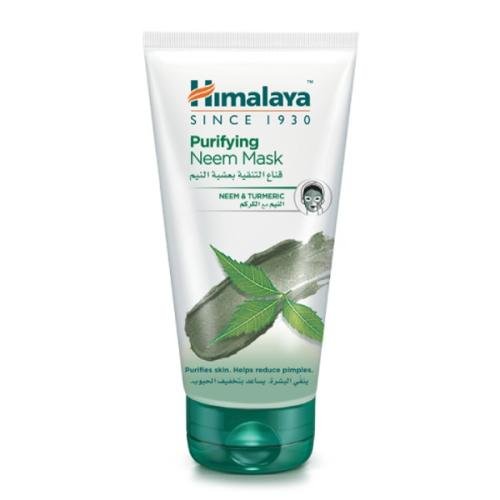 Himalaya™
SINCE 1930
Purifying
Neem Mask
قناع التنقية بعشبة النيم
NEEM & TURMERIC
النيم مع الكركم
Purifies skin. Helps reduce pimples.
ينقي البشرة. يساعد بتخفيف الحبوب.